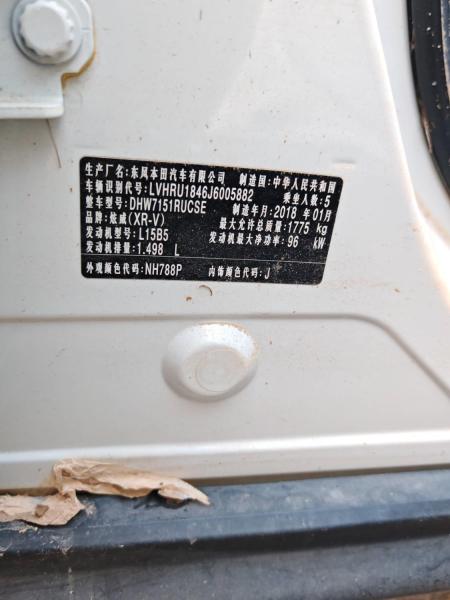 生产厂名: 东风本田汽车有限公司 制造国: 中华人民共和国
车辆识别代号: LVHRU1846J6005882 乘坐人数: 5
整车型号: DHW7151RUCSE 制造年月: 2018 年 01月
品牌: 炫威(XR-V) 最大允许总质量: 1775 kg
发动机型号: L15B5 发动机最大净功率: 96 kW
发动机排量: 1.498 L
外观颜色代码: NH788P 内饰颜色代码: J